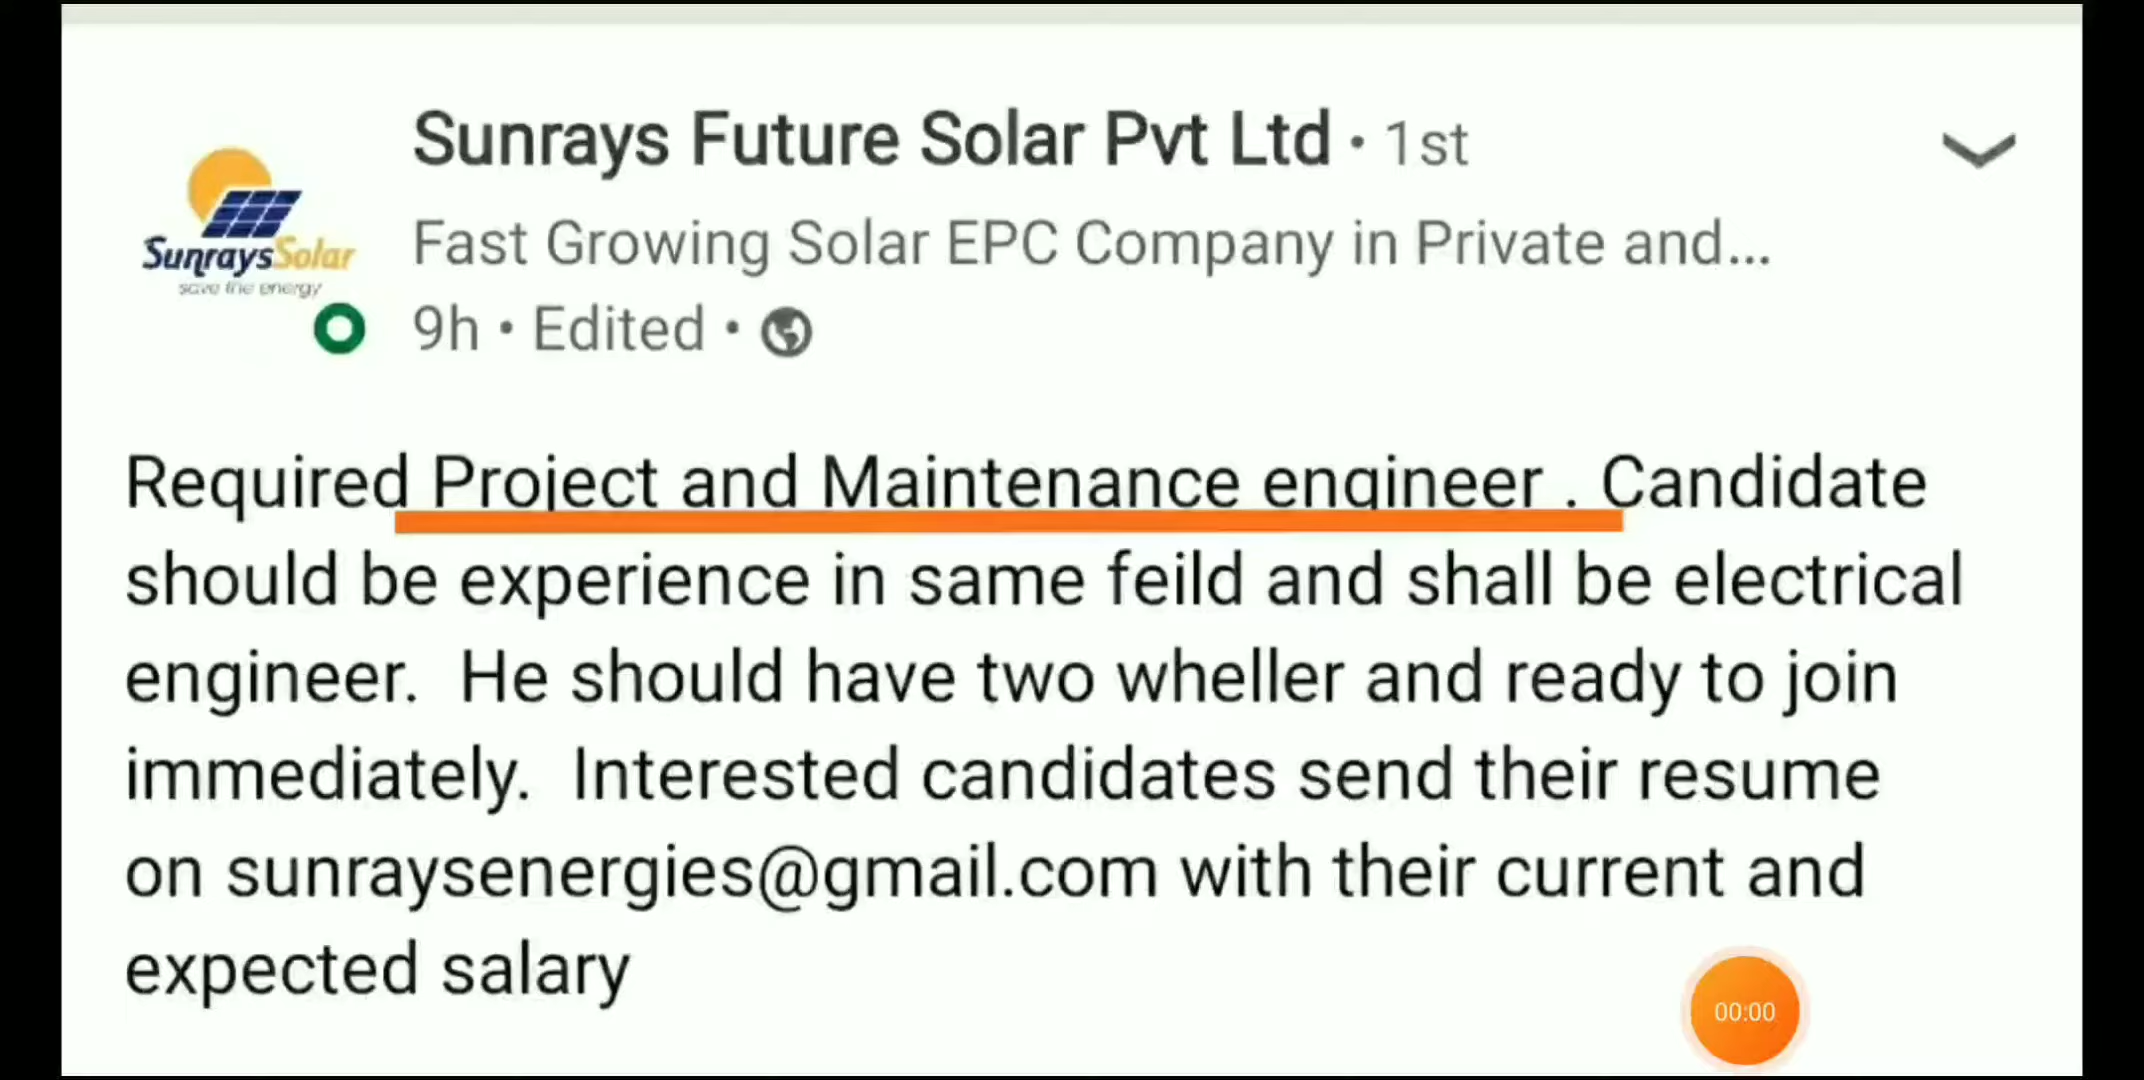 Sunrays Future Solar Pvt Ltd • 1st
SunraysSolar
save the energy
Fast Growing Solar EPC Company in Private and...
9h • Edited •
Required Project and Maintenance engineer . Candidate
should be experience in same feild and shall be electrical
engineer. He should have two wheller and ready to join
immediately. Interested candidates send their resume
on sunraysenergies@gmail.com with their current and
expected salary
00:00